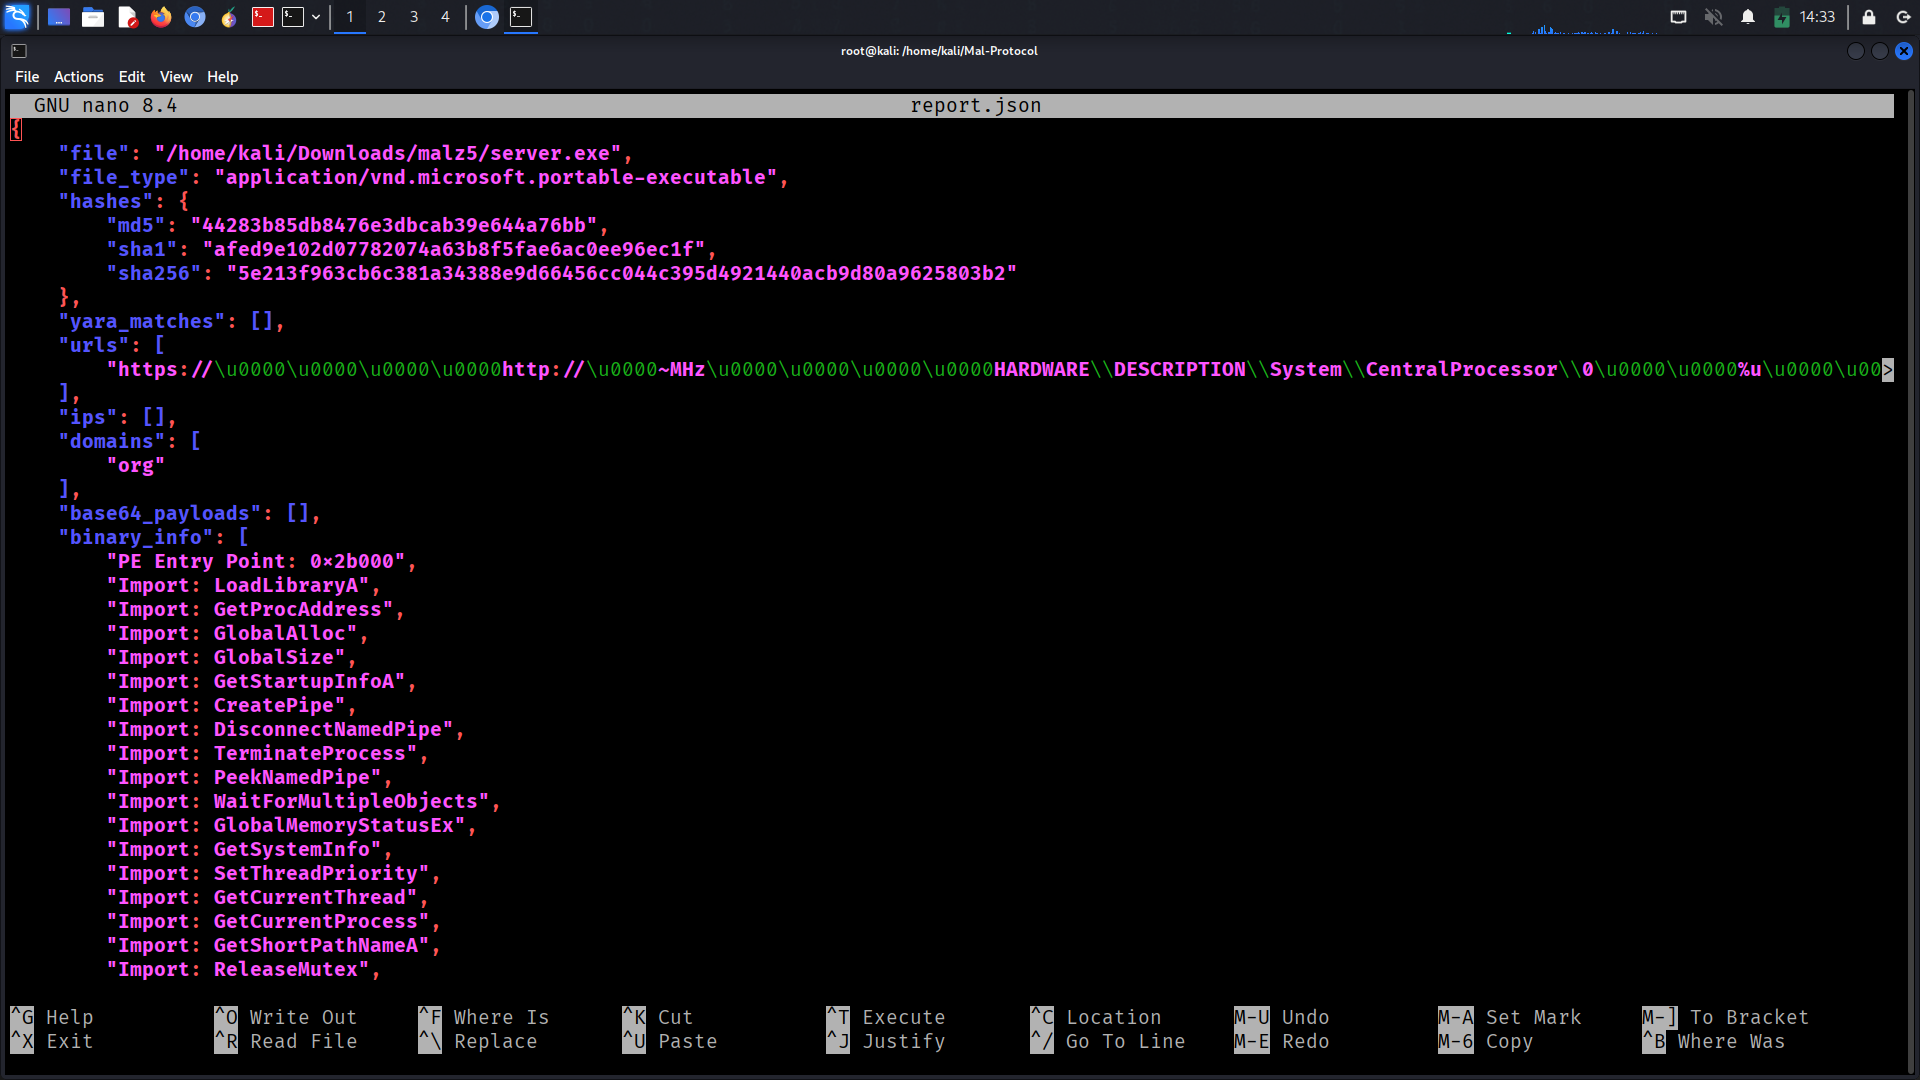 1 2 3 4 14:33
root@kali: /home/kali/Mal-Protocol
File Actions Edit View Help
GNU nano 8.4 report.json
{
"file": "/home/kali/Downloads/malz5/server.exe",
"file_type": "application/vnd.microsoft.portable-executable",
"hashes": {
"md5": "44283b85db8476e3dbcab39e644a76bb",
"sha1": "afed9e102d07782074a63b8f5fae6ac0ee96ec1f",
"sha256": "5e213f963cb6c381a34388e9d66456cc044c395d4921440acb9d80a9625803b2"
},
"yara_matches": [],
"urls": [
"https://\u0000\u0000\u0000\u0000http://\u0000~MHz\u0000\u0000\u0000\u0000HARDWARE\\DESCRIPTION\\System\\CentralProcessor\\0\u0000\u0000%u\u0000\u00>
],
"ips": [],
"domains": [
"org"
],
"base64_payloads": [],
"binary_info": [
"PE Entry Point: 0×2b000",
"Import: LoadLibraryA",
"Import: GetProcAddress",
"Import: GlobalAlloc",
"Import: GlobalSize",
"Import: GetStartupInfoA",
"Import: CreatePipe",
"Import: DisconnectNamedPipe",
"Import: TerminateProcess",
"Import: PeekNamedPipe",
"Import: WaitForMultipleObjects",
"Import: GlobalMemoryStatusEx",
"Import: GetSystemInfo",
"Import: SetThreadPriority",
"Import: GetCurrentThread",
"Import: GetCurrentProcess",
"Import: GetShortPathNameA",
"Import: ReleaseMutex",
^G Help ^O Write Out ^F Where Is ^K Cut ^T Execute ^C Location M-U Undo M-A Set Mark M-] To Bracket
^X Exit ^R Read File ^\ Replace ^U Paste ^J Justify ^/ Go To Line M-E Redo M-6 Copy ^B Where Was